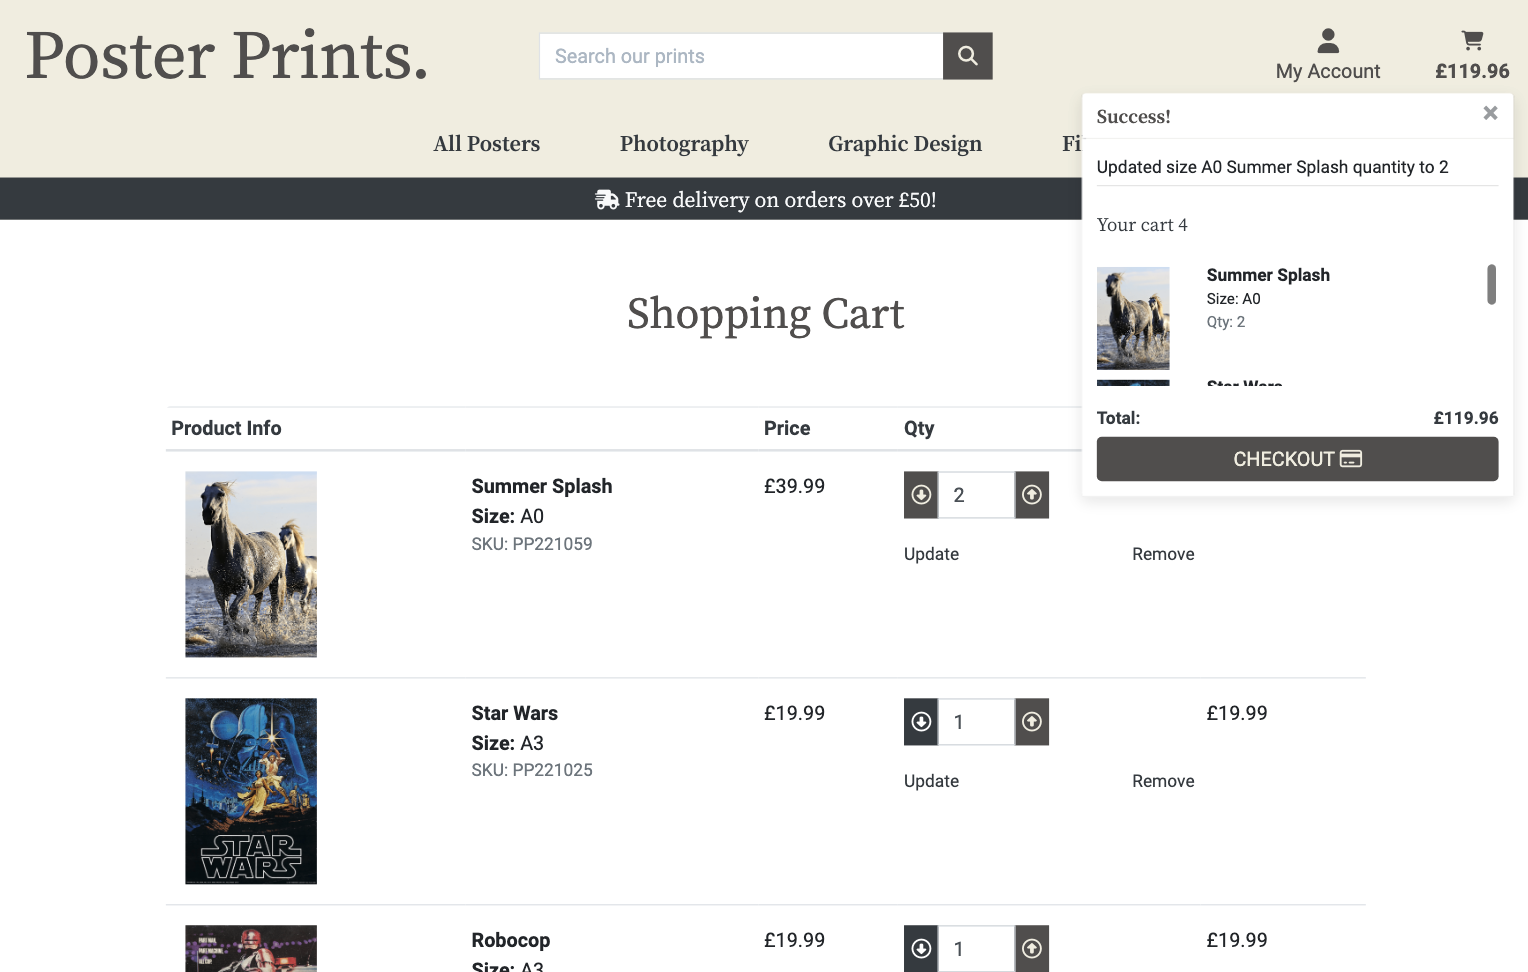 Poster Prints.
Search our prints
My Account
£119.96
All Posters
Photography
Graphic Design
Fi
Free delivery on orders over £50!
Success!
Updated size A0 Summer Splash quantity to 2
Your cart 4
Summer Splash
Size: A0
Qty: 2
Star Wars
Total: £119.96
CHECKOUT
Shopping Cart
Product Info Price Qty
Summer Splash £39.99 2
Size: A0
SKU: PP221059
Update Remove
Star Wars £19.99 1 £19.99
Size: A3
SKU: PP221025
Update Remove
STAR
WARS
Robocop £19.99 1 £19.99
Size: A3